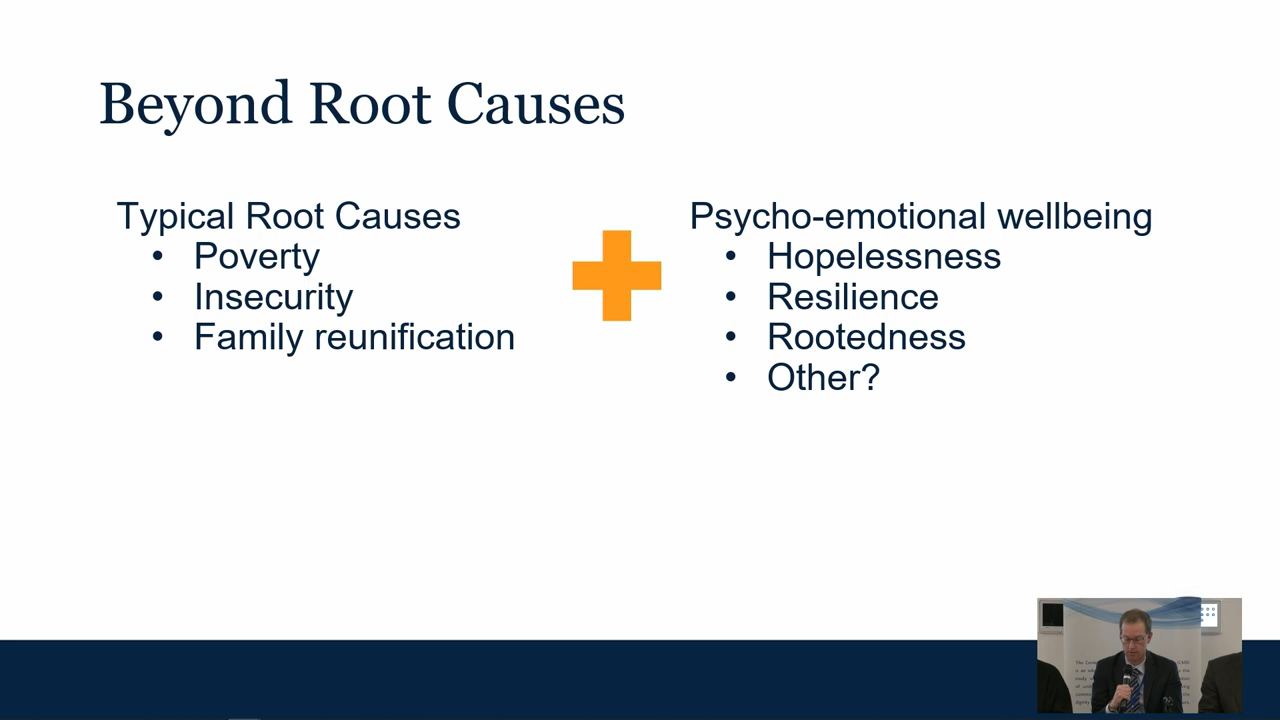 Beyond Root Causes
Typical Root Causes
• Poverty
• Insecurity
• Family reunification
Psycho-emotional wellbeing
• Hopelessness
• Resilience
• Rootedness
• Other?